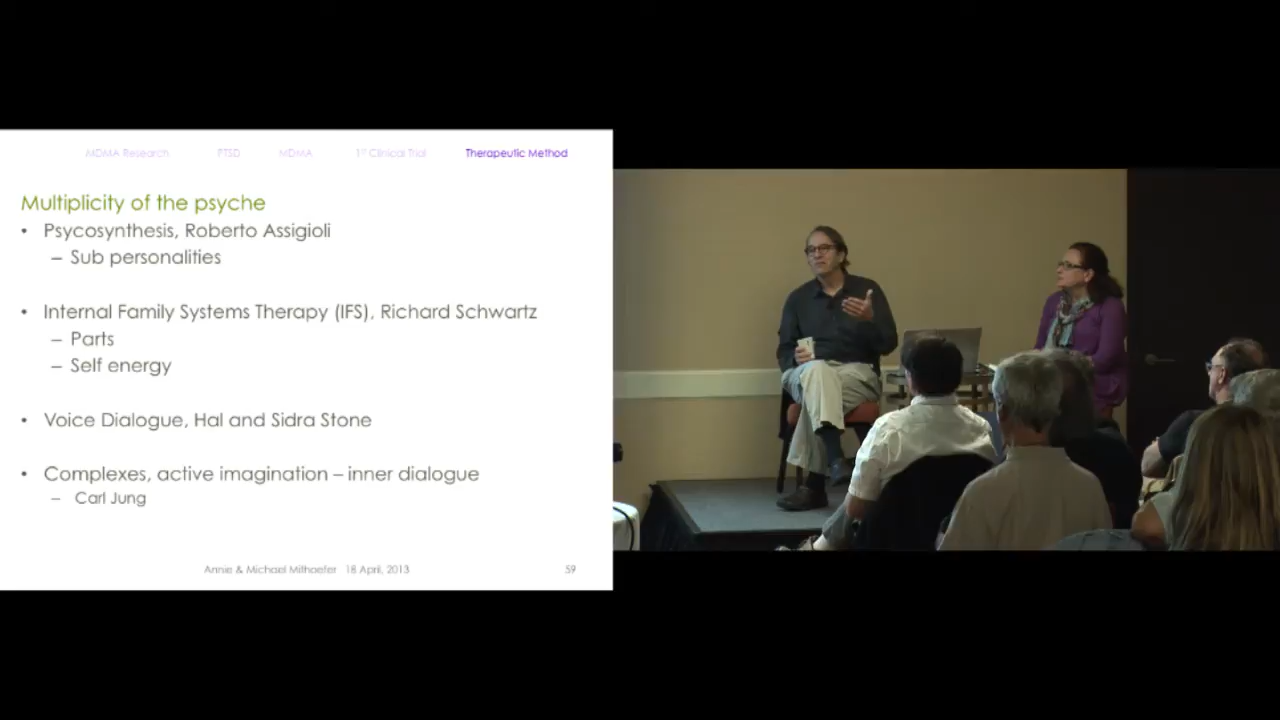 MDMA Research PTSD MDMA 1st Clinical Trial Therapeutic Method
Multiplicity of the psyche
• Psycosynthesis, Roberto Assigioli
– Sub personalities
• Internal Family Systems Therapy (IFS), Richard Schwartz
– Parts
– Self energy
• Voice Dialogue, Hal and Sidra Stone
• Complexes, active imagination – inner dialogue
– Carl Jung
Annie & Michael Mithoefer 18 April, 2013 59